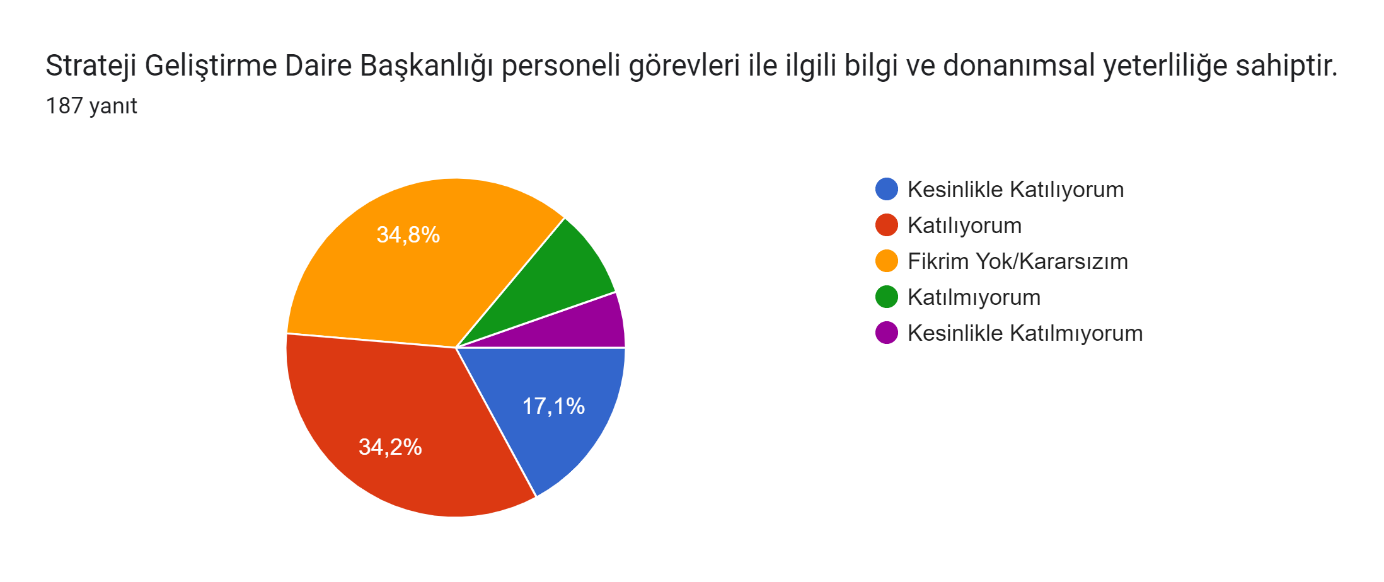 Strateji Geliştirme Daire Başkanlığı personeli görevleri ile ilgili bilgi ve donanımsal yeterliliğe sahiptir.
187 yanıt
34,8%
17,1%
34,2%
Kesinlikle Katılıyorum
Katılıyorum
Fikrim Yok/Kararsızım
Katılmıyorum
Kesinlikle Katılmıyorum